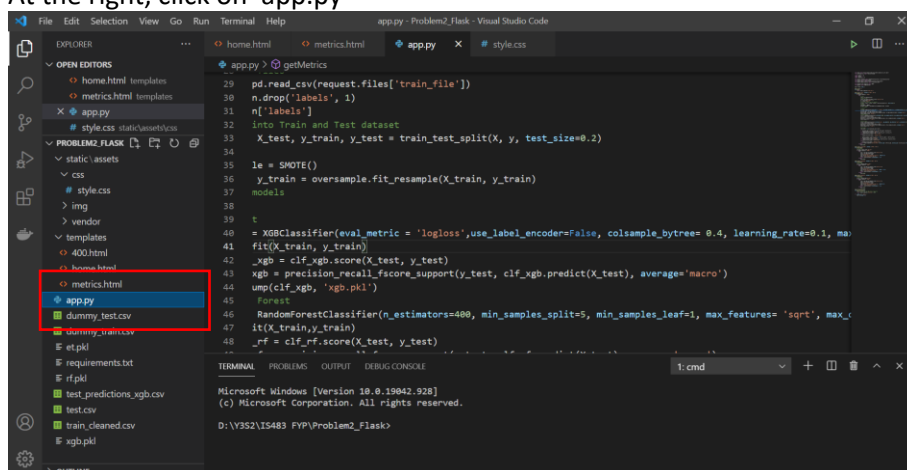 At the right, click on 'app.py'
File Edit Selection View Go Run Terminal Help
app.py - Problem2_Flask - Visual Studio Code
EXPLORER
home.html
metrics.html
app.py
# style.css
OPEN EDITORS
home.html templates
metrics.html templates
app.py
# style.css static\assets\css
PROBLEM2_FLASK
static\assets
css
# style.css
img
vendor
templates
400.html
home.html
metrics.html
app.py
dummy_test.csv
dummy_train.csv
et.pkl
requirements.txt
rf.pkl
test_predictions_xgb.csv
test.csv
train_cleaned.csv
xgb.pkl
app.py > getMetrics
29 pd.read_csv(request.files['train_file'])
30 n.drop('labels', 1)
31 n['labels']
32 into Train and Test dataset
33 X_test, y_train, y_test = train_test_split(X, y, test_size=0.2)
34
35 le = SMOTE()
36 y_train = oversample.fit_resample(X_train, y_train)
37 models
38
39 t
40 = XGBClassifier(eval_metric = 'logloss',use_label_encoder=False, colsample_bytree= 0.4, learning_rate=0.1, ma
41 fit(X_train, y_train)
42 _xgb = clf_xgb.score(X_test, y_test)
43 xgb = precision_recall_fscore_support(y_test, clf_xgb.predict(X_test), average='macro')
44 ump(clf_xgb, 'xgb.pkl')
45 Forest
46 RandomForestClassifier(n_estimators=400, min_samples_split=5, min_samples_leaf=1, max_features= 'sqrt', max_
47 it(X_train,y_train)
48 _rf = clf_rf.score(X_test, y_test)
TERMINAL PROBLEMS OUTPUT DEBUG CONSOLE
1: cmd
Microsoft Windows [Version 10.0.19042.928]
(c) Microsoft Corporation. All rights reserved.
D:\Y3S2\IS483 FYP\Problem2_Flask>